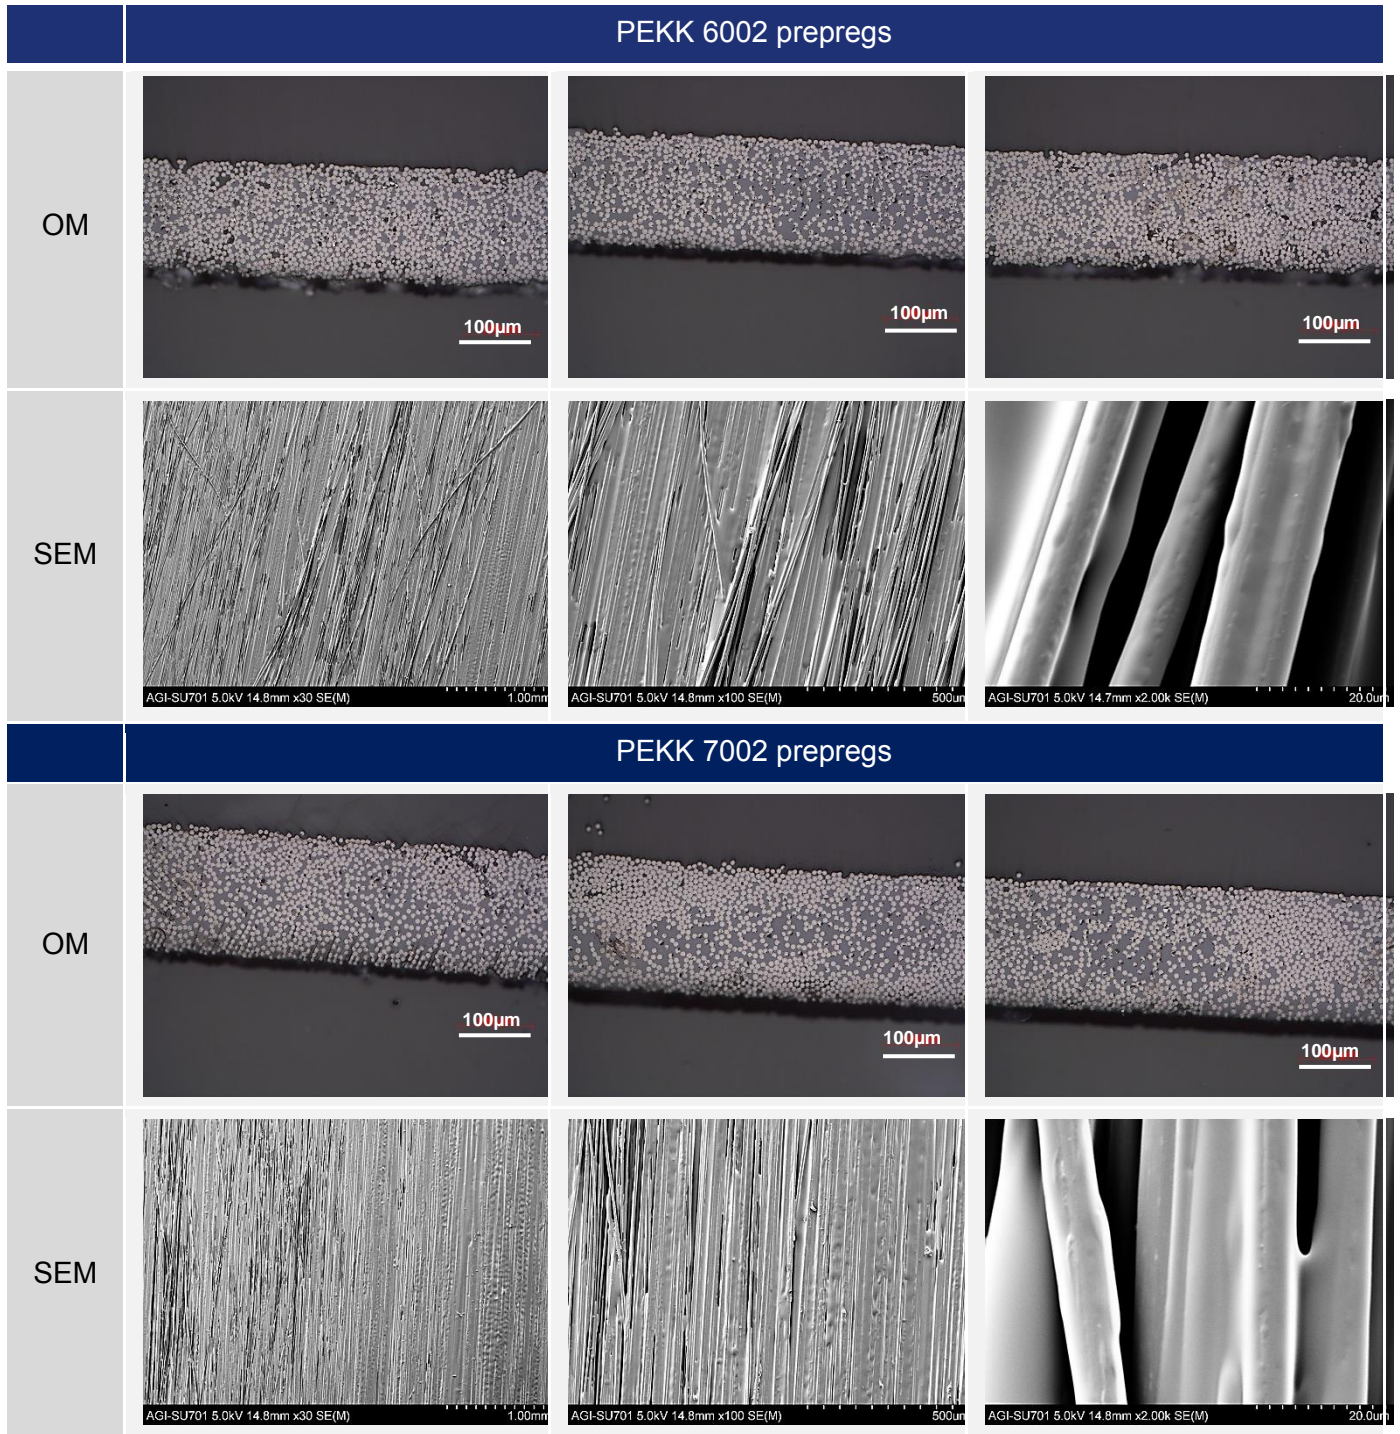 PEKK 6002 prepregs
OM
100μm
100μm
100μm
SEM
AGI-SU701 5.0kV 14.8mm x30 SE(M) 1.00mm
AGI-SU701 5.0kV 14.8mm x100 SE(M) 500um
AGI-SU701 5.0kV 14.7mm x2.00k SE(M) 20.0um
PEKK 7002 prepregs
OM
100μm
100μm
100μm
SEM
AGI-SU701 5.0kV 14.8mm x30 SE(M) 1.00mm
AGI-SU701 5.0kV 14.8mm x100 SE(M) 500um
AGI-SU701 5.0kV 14.8mm x2.00k SE(M) 20.0um